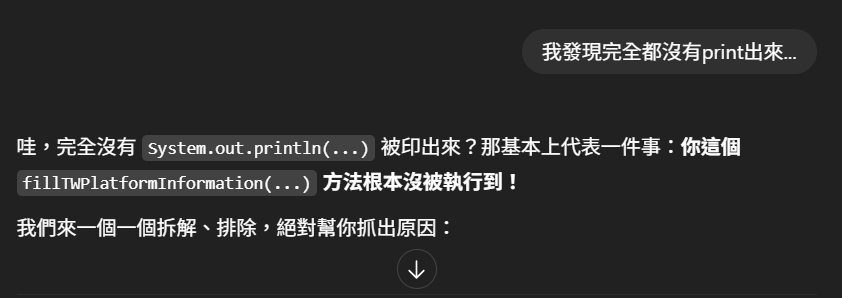 我發現完全都沒有print出來...
哇，完全沒有 System.out.println(...) 被印出來？那基本上代表一件事：你這個
fillTWPlatformInformation(...) 方法根本沒被執行到！
我們來一個一個拆解、排除，絕對幫你抓出原因：